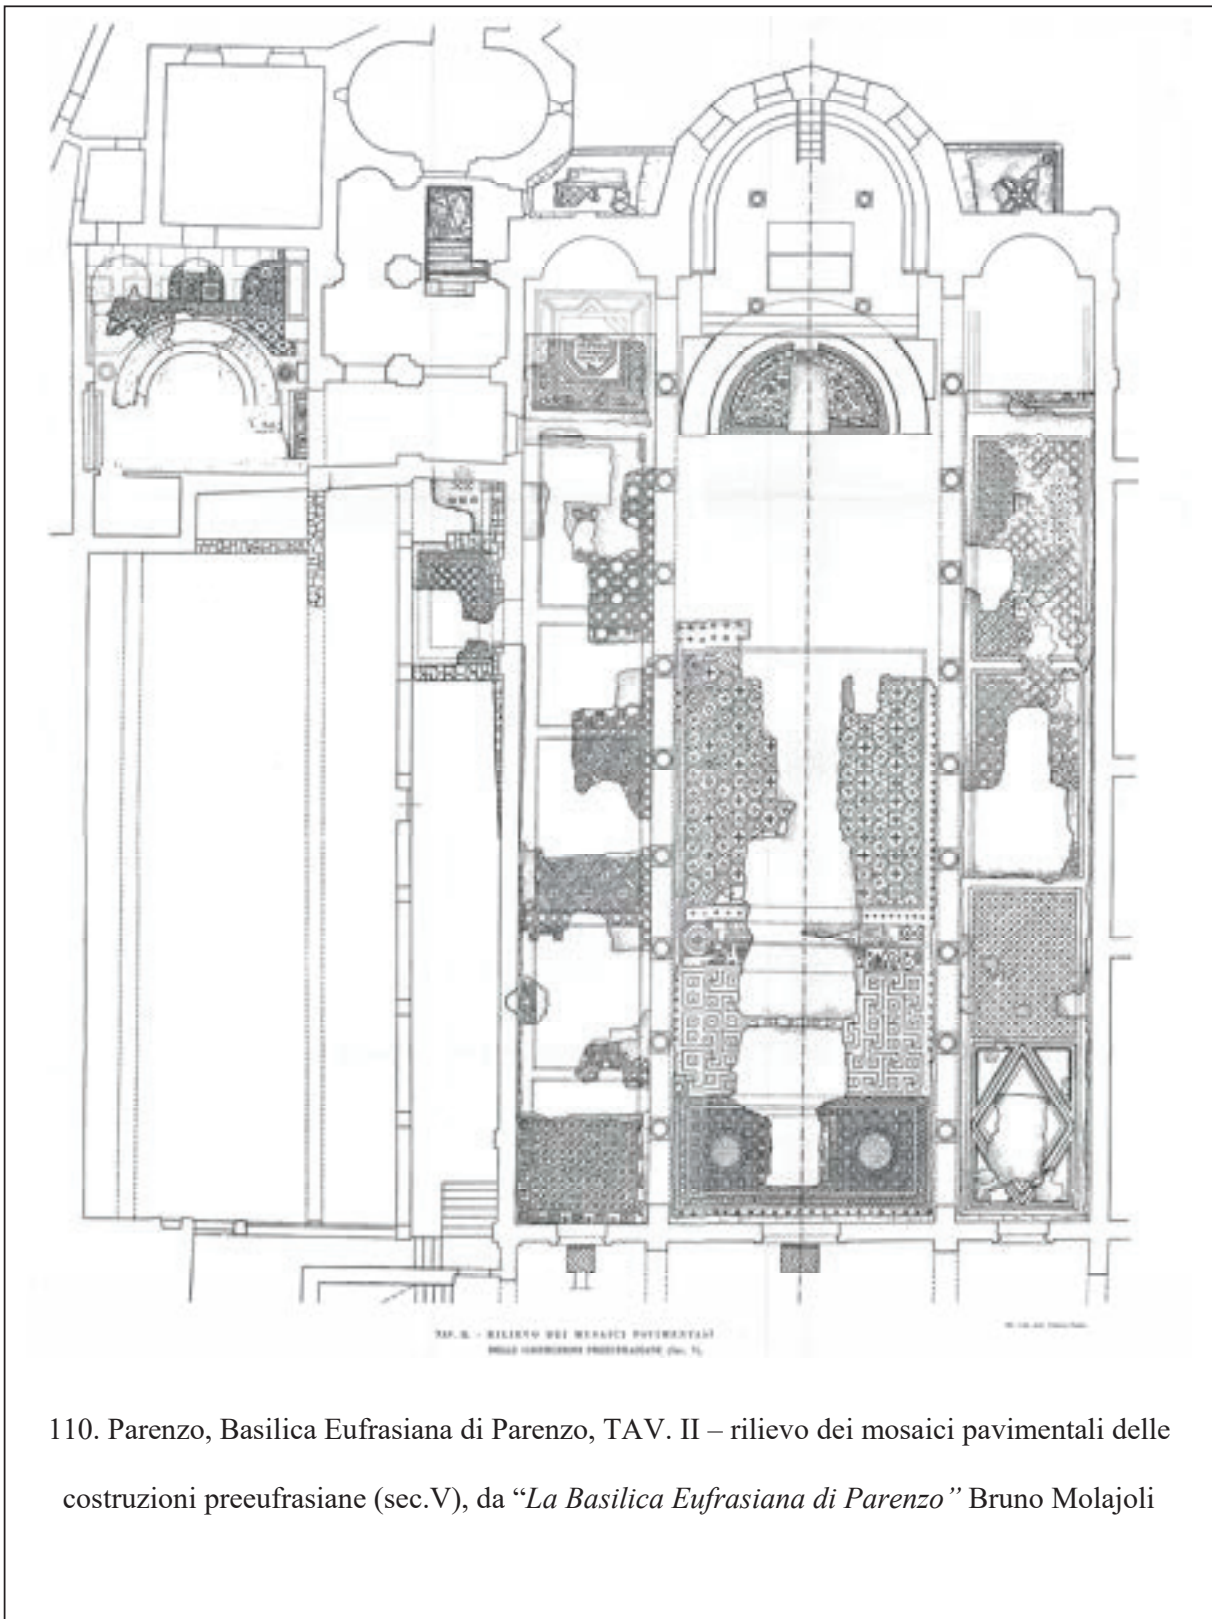 TAV. II. - RILIEVO DEI MOSAICI PAVIMENTALI
DELLE COSTRUZIONI PREEUFRASIANE (Sec. V).
110. Parenzo, Basilica Eufrasiana di Parenzo, TAV. II – rilievo dei mosaici pavimentali delle
costruzioni preeufrasiane (sec.V), da “La Basilica Eufrasiana di Parenzo” Bruno Molajoli